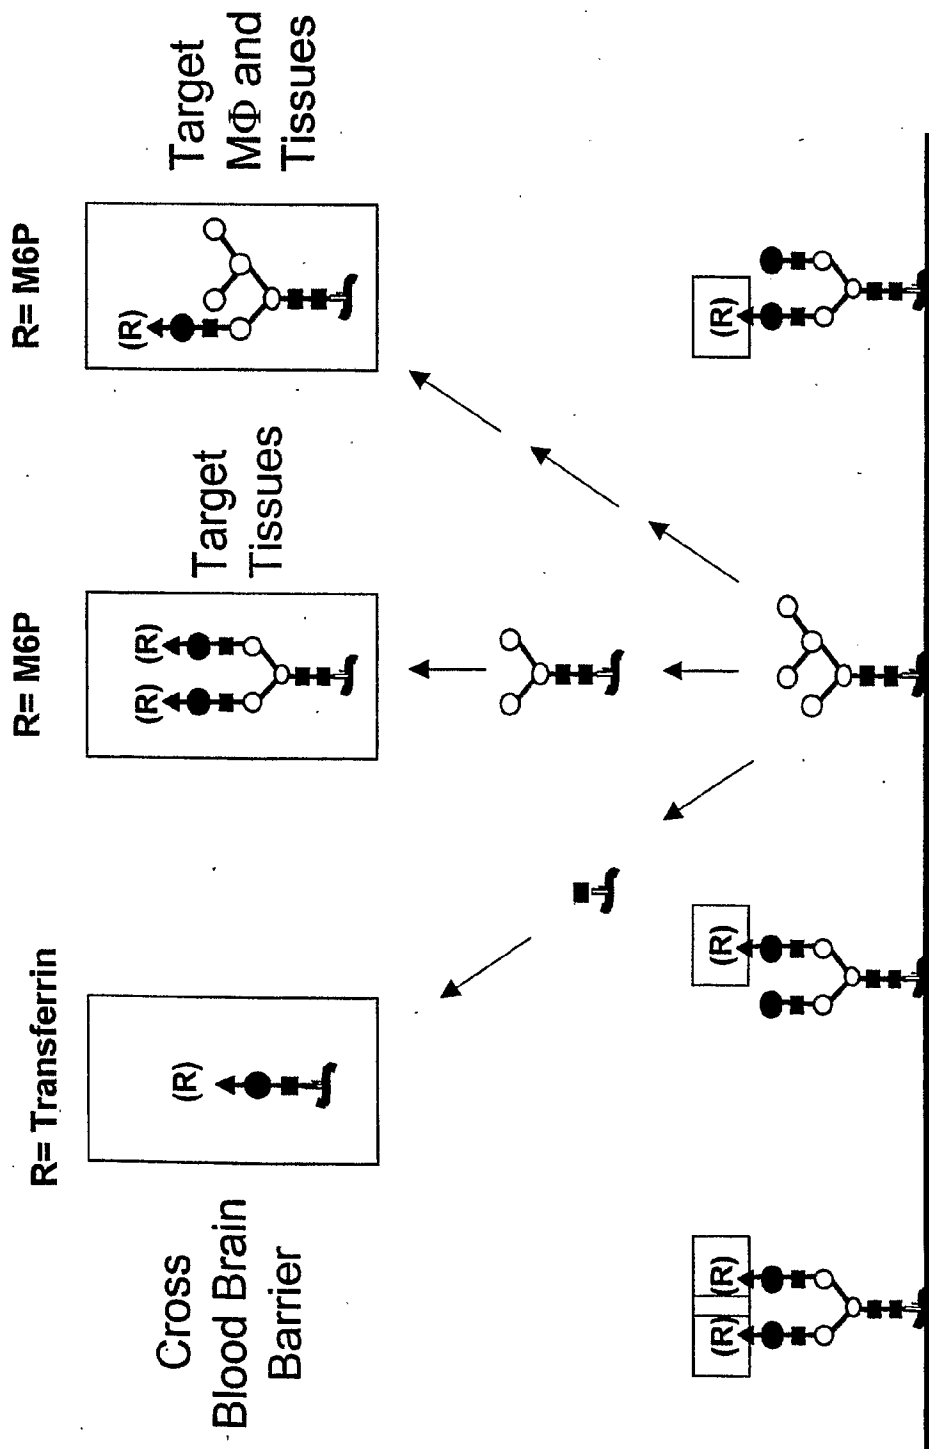 R= Transferrin
R= M6P
R= M6P
Cross
Blood Brain
Barrier
(R)
(R) (R)
Target
Tissues
(R)
Target
MΦ and
Tissues
(R) (R)
(R)
(R)